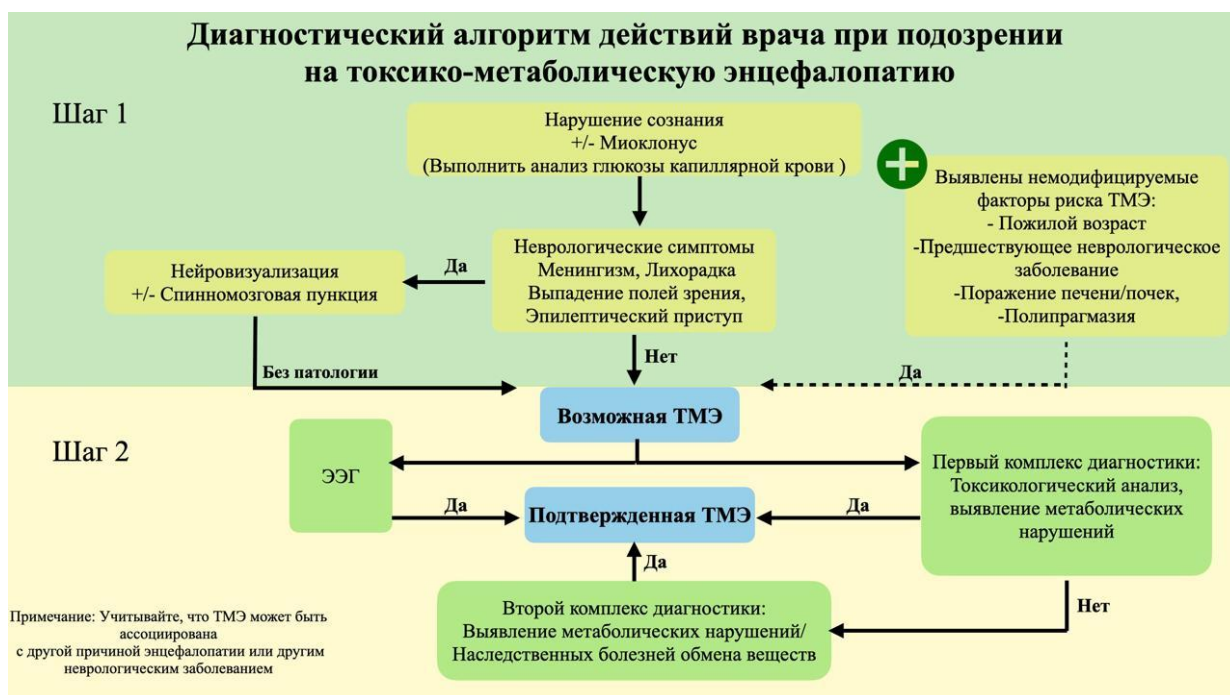 Диагностический алгоритм действий врача при подозрении
на токсико-метаболическую энцефалопатию
Шаг 1
Нарушение сознания
+/- Миоклонус
(Выполнить анализ глюкозы капиллярной крови )
Выявлены немодифицируемые
факторы риска ТМЭ:
- Пожилой возраст
-Предшествующее неврологическое
заболевание
-Поражение печени/почек,
-Полипрагмазия
Неврологические симптомы
Менингизм, Лихорадка
Выпадение полей зрения,
Эпилептический приступ
Да
Нейровизуализация
+/- Спинномозговая пункция
Без патологии
Нет
Да
Возможная ТМЭ
Шаг 2
ЭЭГ
Первый комплекс диагностики:
Токсикологический анализ,
выявление метаболических
нарушений
Да
Подтвержденная ТМЭ
Да
Да
Нет
Второй комплекс диагностики:
Выявление метаболических нарушений/
Наследственных болезней обмена веществ
Примечание: Учитывайте, что ТМЭ может быть
ассоциирована
с другой причиной энцефалопатии или другим
неврологическим заболеванием